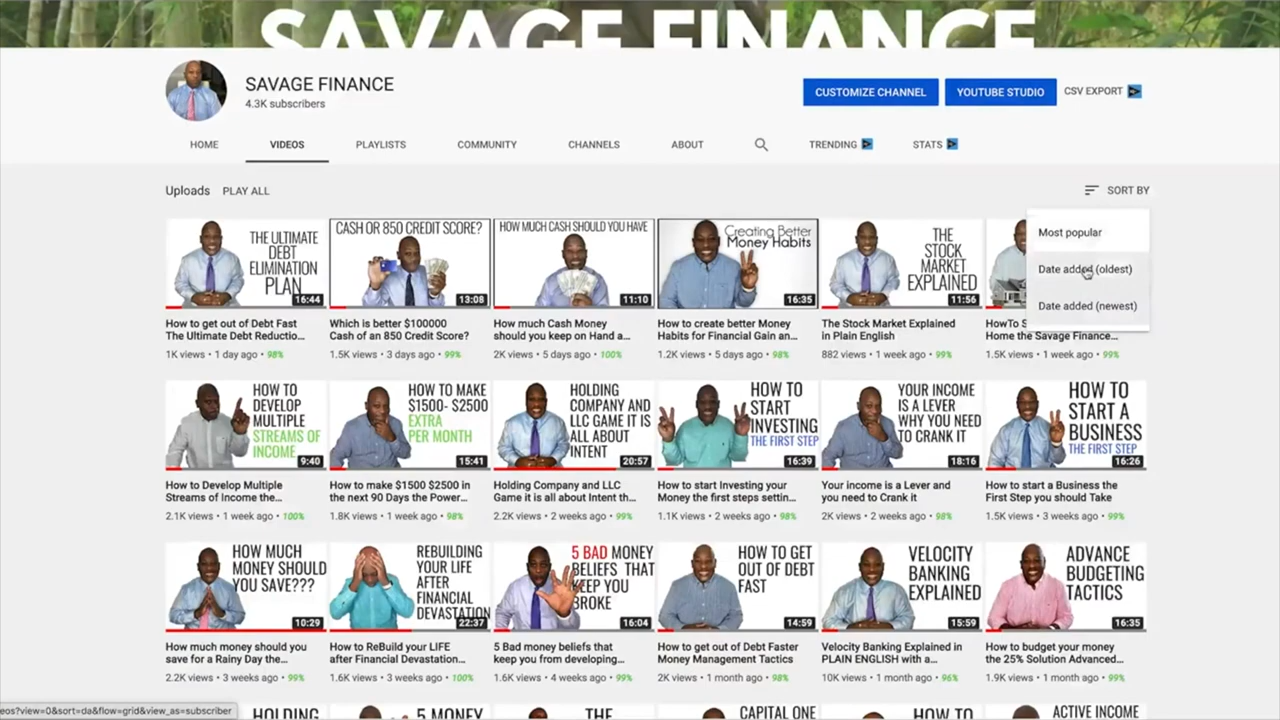 SAVAGE FINANCE
SAVAGE FINANCE
4.3K subscribers
CUSTOMIZE CHANNEL
YOUTUBE STUDIO
CSV EXPORT
HOME
VIDEOS
PLAYLISTS
COMMUNITY
CHANNELS
ABOUT
TRENDING
STATS
Uploads
PLAY ALL
SORT BY
Most popular
Date added (oldest)
Date added (newest)
THE ULTIMATE
DEBT
ELIMINATION
PLAN
16:44
How to get out of Debt Fast
The Ultimate Debt Reductio...
1K views • 1 day ago • 98%
CASH OR 850 CREDIT SCORE?
13:08
Which is better $100000
Cash of an 850 Credit Score?
1.5K views • 3 days ago • 99%
HOW MUCH CASH SHOULD YOU HAVE
11:10
How much Cash Money
should you keep on Hand a...
2K views • 5 days ago • 100%
Creating Better
Money Habits
16:35
How to create better Money
Habits for Financial Gain an...
1.2K views • 5 days ago • 98%
THE
STOCK
MARKET
EXPLAINED
11:56
The Stock Market Explained
in Plain English
882 views • 1 week ago • 99%
HowTo S
Home the Savage Finance...
1.5K views • 1 week ago • 99%
HOW TO
DEVELOP
MULTIPLE
STREAMS OF
INCOME
9:40
How to Develop Multiple
Streams of Income the...
2.1K views • 1 week ago • 100%
HOW TO MAKE
$1500- $2500
EXTRA
PER MONTH
15:41
How to make $1500 $2500 in
the next 90 Days the Power...
1.8K views • 1 week ago • 98%
HOLDING
COMPANY AND
LLC GAME IT IS
ALL ABOUT
INTENT
20:57
Holding Company and LLC
Game it is all about Intent th...
2.2K views • 2 weeks ago • 99%
HOW TO
START
INVESTING
THE FIRST STEP
16:39
How to start Investing your
Money the first steps settin...
1.1K views • 2 weeks ago • 98%
YOUR INCOME
IS A LEVER
WHY YOU NEED
TO CRANK IT
18:16
Your income is a Lever and
you need to Crank it
2K views • 2 weeks ago • 98%
HOW TO
START A
BUSINESS
THE FIRST STEP
16:26
How to start a Business the
First Step you should Take
1.5K views • 3 weeks ago • 99%
HOW MUCH
MONEY SHOULD
YOU SAVE???
10:29
How much money should you
save for a Rainy Day the...
2.2K views • 3 weeks ago • 99%
REBUILDING
YOUR LIFE
AFTER
FINANCIAL
DEVASTATION
22:37
How to ReBuild your LIFE
after Financial Devastation...
1.6K views • 3 weeks ago • 100%
5 BAD MONEY
BELIEFS THAT
KEEP YOU
BROKE
16:04
5 Bad money beliefs that
keep you from developing...
1.6K views • 4 weeks ago • 99%
HOW TO GET
OUT OF DEBT
FAST
14:59
How to get out of Debt Faster
Money Management Tactics
2K views • 1 month ago • 98%
VELOCITY
BANKING
EXPLAINED
15:59
Velocity Banking Explained in
PLAIN ENGLISH with a...
10K views • 1 month ago • 96%
ADVANCE
BUDGETING
TACTICS
16:35
How to budget your money
the 25% Solution Advanced...
1.9K views • 1 month ago • 99%
HOLDING
5 MONEY
THE
CAPITAL ONE
HOW TO
ACTIVE INCOME
eos?view=0&sort=da&flow=grid&view_as=subscriber